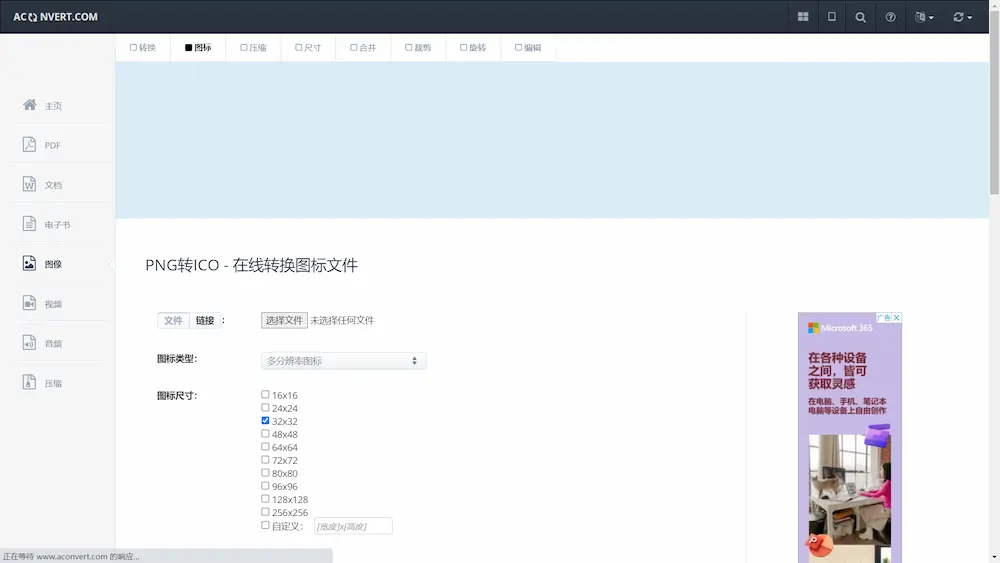 AC NVERT.COM
转换
图标
压缩
尺寸
合并
裁剪
旋转
编辑
主页
PDF
文档
电子书
图像
视频
音频
压缩
PNG转ICO - 在线转换图标文件
文件 链接 : 选择文件 未选择任何文件
图标类型: 多分辨率图标
图标尺寸:
16x16
24x24
32x32
48x48
64x64
72x72
80x80
96x96
128x128
256x256
自定义: [宽度]x[高度]
广告
Microsoft 365
在各种设备
之间，皆可
获取灵感
在电脑、手机、笔记本
电脑等设备上自由创作
正在等待 www.aconvert.com 的响应...